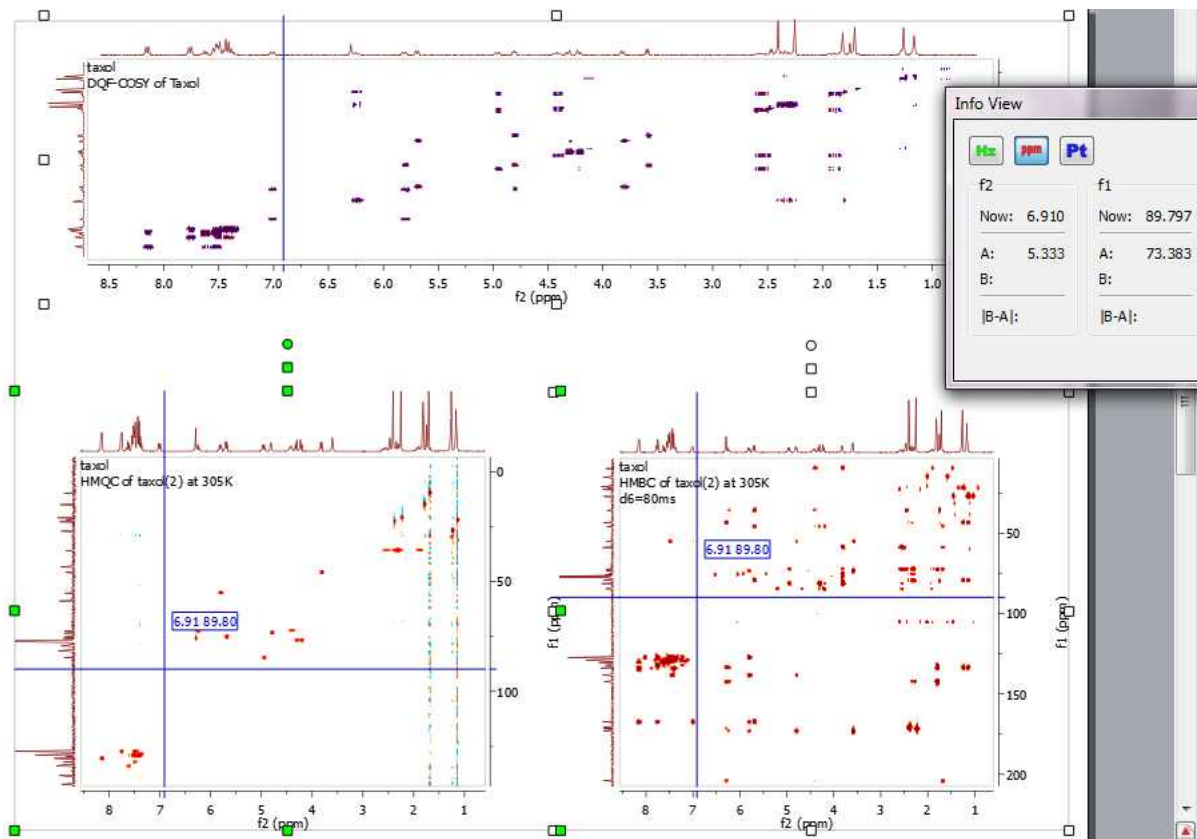 taxol
DQF-COSY of Taxol
8.5 8.0 7.5 7.0 6.5 6.0 5.5 5.0 4.5 4.0 3.5 3.0 2.5 2.0 1.5 1.0
f2 (ppm)
Info View
Hz ppm Pt
f2 f1
Now: 6.910 Now: 89.797
A: 5.333 A: 73.383
B: B:
|B-A|: |B-A|:
taxol
HMQC of taxol(2) at 305K
6.91 89.80
0
50
100
f1 (ppm)
8 7 6 5 4 3 2 1
f2 (ppm)
taxol
HMBC of taxol(2) at 305K
d6=80ms
6.91 89.80
50
100
150
200
f1 (ppm)
8 7 6 5 4 3 2 1
f2 (ppm)